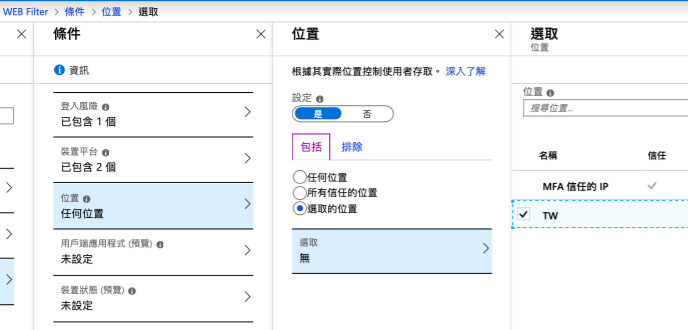 WEB Filter > 條件 > 位置 > 選取
條件
資訊
登入風險
已包含 1 個
裝置平台
已包含 2 個
位置
任何位置
用戶端應用程式 (預覽)
未設定
裝置狀態 (預覽)
未設定
位置
根據其實際位置控制使用者存取。 深入了解
設定
是 否
包括 排除
任何位置
所有信任的位置
選取的位置
選取
無
選取
位置
位置
搜尋位置...
名稱 信任
MFA 信任的 IP
TW